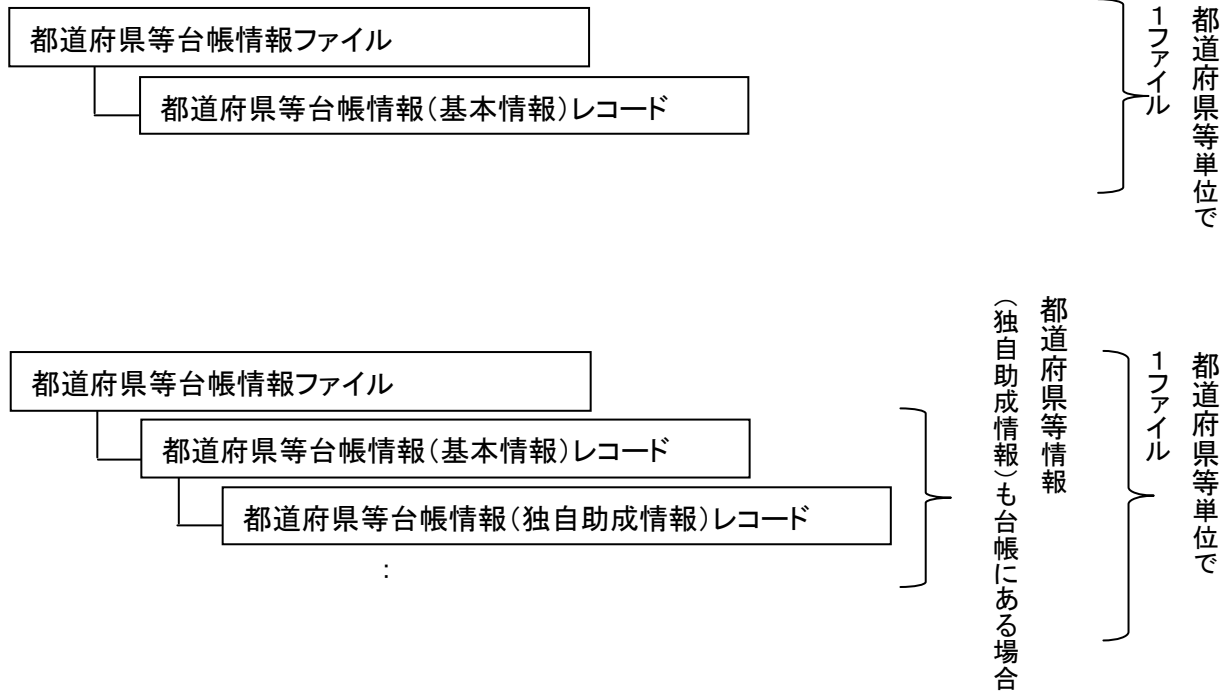 都道府県等台帳情報ファイル
都道府県等台帳情報（基本情報）レコード
都道府県等単位で
１ファイル
都道府県等台帳情報ファイル
都道府県等台帳情報（基本情報）レコード
都道府県等台帳情報（独自助成情報）レコード
：
都道府県等情報
（独自助成情報）も台帳にある場合
都道府県等単位で
１ファイル